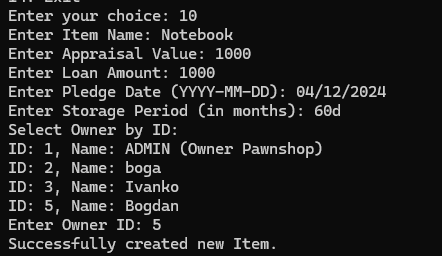 Enter your choice: 10
Enter Item Name: Notebook
Enter Appraisal Value: 1000
Enter Loan Amount: 1000
Enter Pledge Date (YYYY-MM-DD): 04/12/2024
Enter Storage Period (in months): 60d
Select Owner by ID:
ID: 1, Name: ADMIN (Owner Pawnshop)
ID: 2, Name: boga
ID: 3, Name: Ivanko
ID: 5, Name: Bogdan
Enter Owner ID: 5
Successfully created new Item.